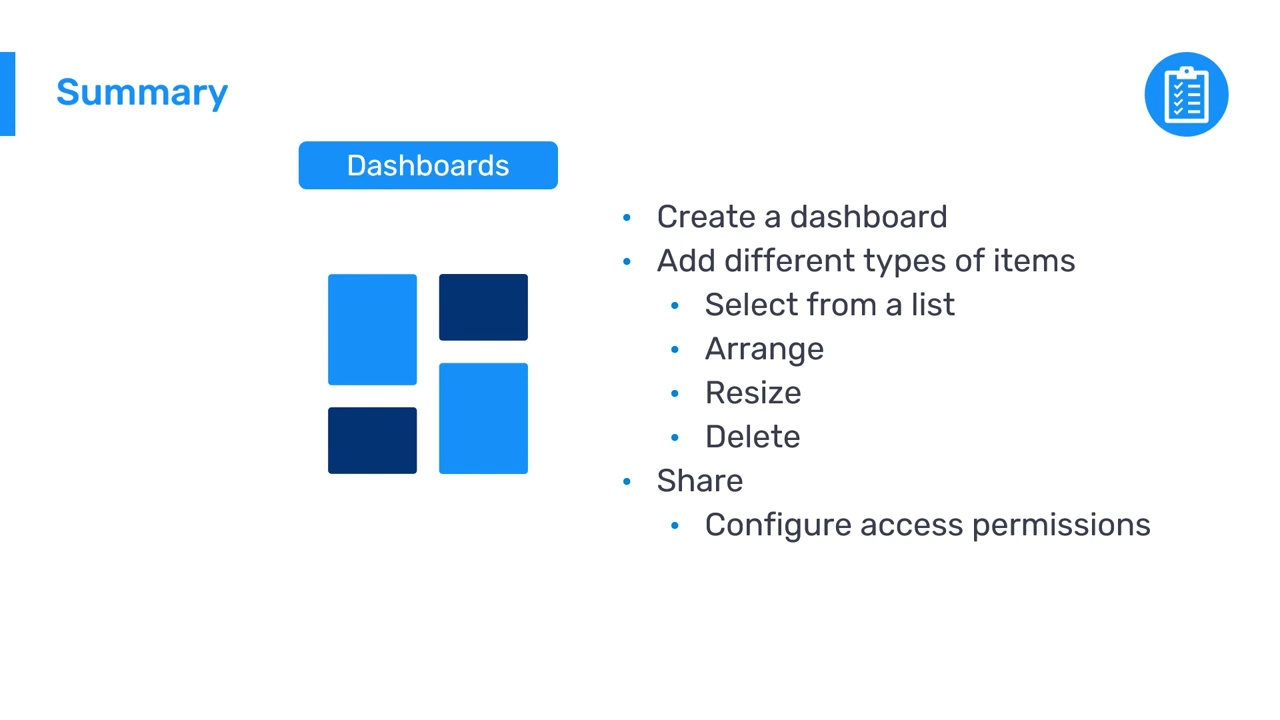 Summary
Dashboards
• Create a dashboard
• Add different types of items
• Select from a list
• Arrange
• Resize
• Delete
• Share
• Configure access permissions